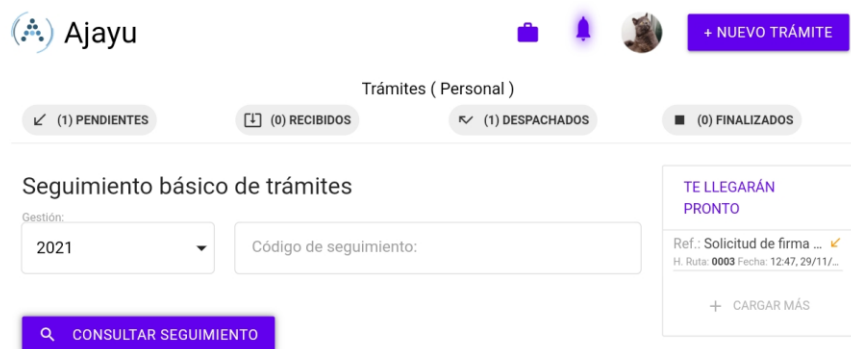 Ajayu
+ NUEVO TRÁMITE
Trámites ( Personal )
(1) PENDIENTES
(0) RECIBIDOS
(1) DESPACHADOS
(0) FINALIZADOS
Seguimiento básico de trámites
Gestión:
2021
Código de seguimiento:
CONSULTAR SEGUIMIENTO
TE LLEGARÁN
PRONTO
Ref.: Solicitud de firma ...
H. Ruta: 0003 Fecha: 12:47, 29/11/...
+ CARGAR MÁS